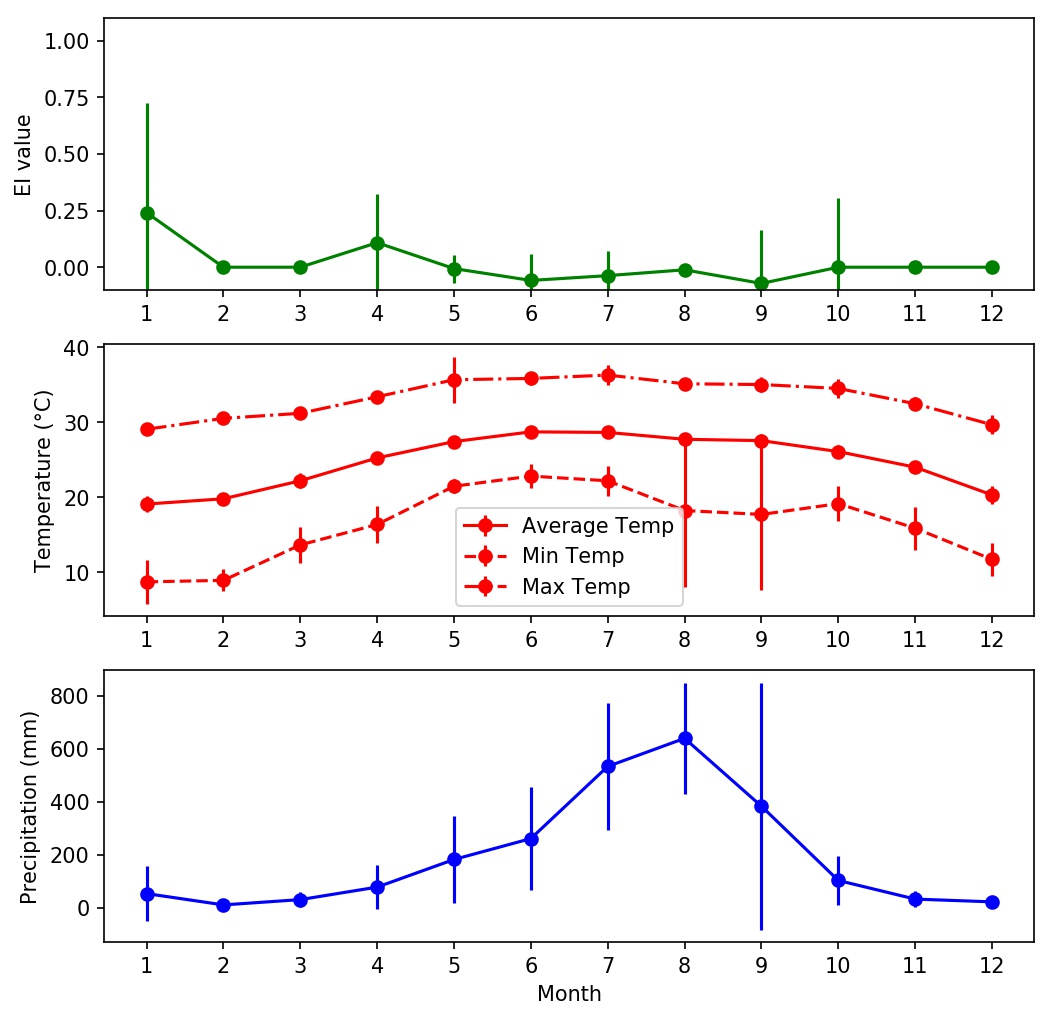 EI value
1.00
0.75
0.50
0.25
0.00
1 2 3 4 5 6 7 8 9 10 11 12
Temperature (°C)
40
30
20
10
Average Temp
Min Temp
Max Temp
1 2 3 4 5 6 7 8 9 10 11 12
Precipitation (mm)
800
600
400
200
0
1 2 3 4 5 6 7 8 9 10 11 12
Month